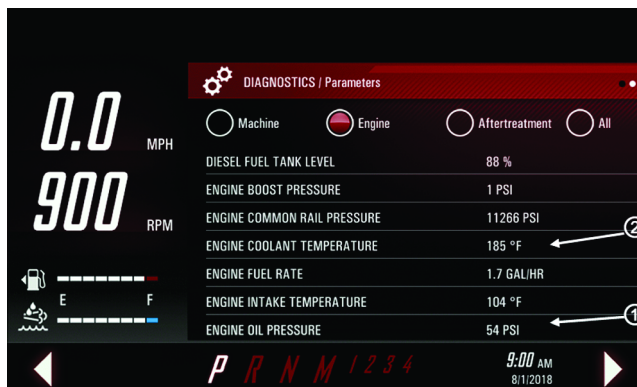 DIAGNOSTICS / Parameters
Machine Engine Aftertreatment All
0.0 MPH
900 RPM
DIESEL FUEL TANK LEVEL 88 %
ENGINE BOOST PRESSURE 1 PSI
ENGINE COMMON RAIL PRESSURE 11266 PSI
ENGINE COOLANT TEMPERATURE 185 °F
2
ENGINE FUEL RATE 1.7 GAL/HR
ENGINE INTAKE TEMPERATURE 104 °F
1
ENGINE OIL PRESSURE 54 PSI
E F
P R N M 1 2 3 4
9:00 AM
8/1/2018